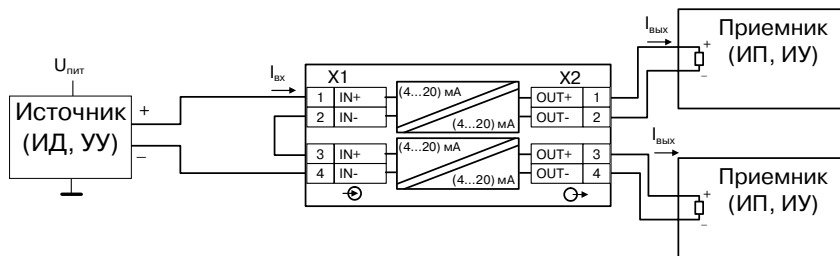 Uпит
Источник
(ИД, УУ)
+
–
Iвх
X1
X2
1 IN+
2 IN-
3 IN+
4 IN-
(4...20) мА
(4...20) мА
(4...20) мА
(4...20) мА
OUT+ 1
OUT- 2
OUT+ 3
OUT- 4
Iвых
+
–
Приемник
(ИП, ИУ)
Iвых
+
–
Приемник
(ИП, ИУ)